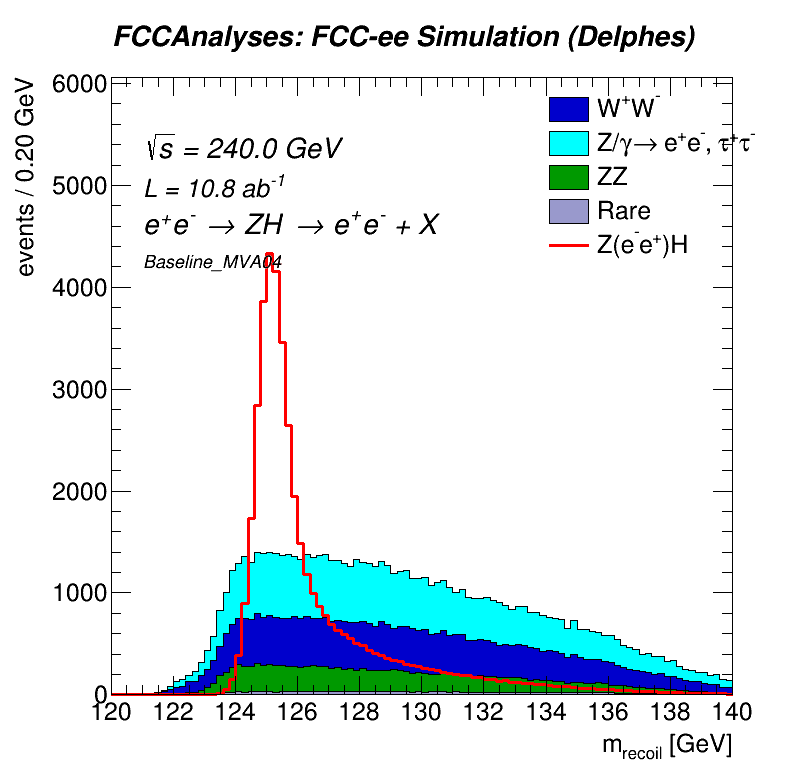 FCCAnalyses: FCC-ee Simulation (Delphes)
events / 0.20 GeV
6000
5000
4000
3000
2000
1000
0
√s = 240.0 GeV
L = 10.8 ab⁻¹
e⁺e⁻ → ZH → e⁺e⁻ + X
Baseline_MVA04
W⁺W⁻
Z/γ→ e⁺e⁻, τ⁺τ⁻
ZZ
Rare
Z(e⁻e⁺)H
120 122 124 126 128 130 132 134 136 138 140
m_recoil [GeV]